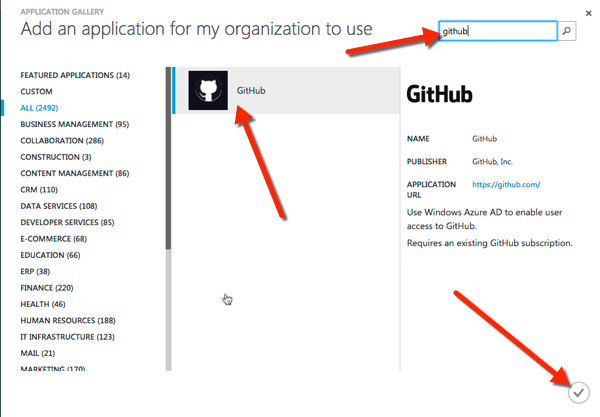 APPLICATION GALLERY
Add an application for my organization to use
github
FEATURED APPLICATIONS (14)
CUSTOM
ALL (2492)
BUSINESS MANAGEMENT (95)
COLLABORATION (286)
CONSTRUCTION (3)
CONTENT MANAGEMENT (86)
CRM (110)
DATA SERVICES (108)
DEVELOPER SERVICES (85)
E-COMMERCE (68)
EDUCATION (66)
ERP (38)
FINANCE (220)
HEALTH (46)
HUMAN RESOURCES (188)
IT INFRASTRUCTURE (123)
MAIL (21)
MARKETING (170)
GitHub
GitHub
NAME GitHub
PUBLISHER GitHub, Inc.
APPLICATION URL https://github.com/
Use Windows Azure AD to enable user
access to GitHub.
Requires an existing GitHub subscription.